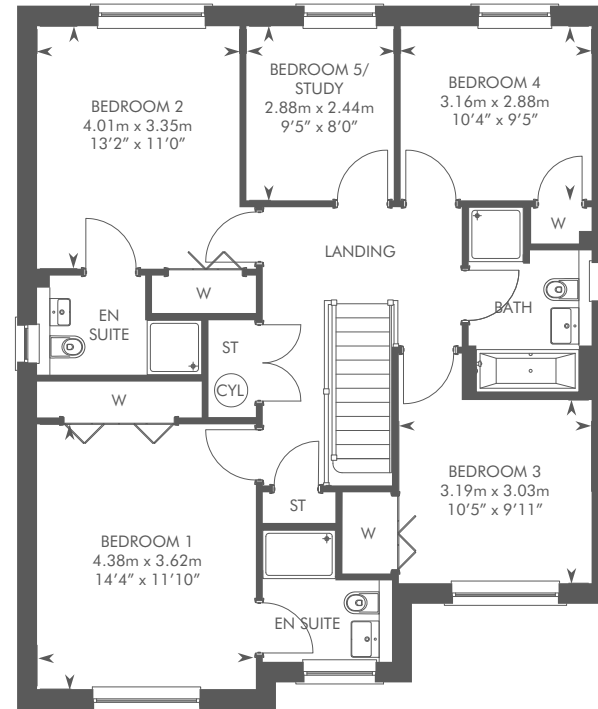 BEDROOM 2
4.01m x 3.35m
13'2" x 11'0"
BEDROOM 5/
STUDY
2.88m x 2.44m
9'5" x 8'0"
BEDROOM 4
3.16m x 2.88m
10'4" x 9'5"
W
LANDING
W
EN
SUITE
ST
CYL
BATH
W
BEDROOM 3
3.19m x 3.03m
10'5" x 9'11"
ST
W
BEDROOM 1
4.38m x 3.62m
14'4" x 11'10"
EN SUITE